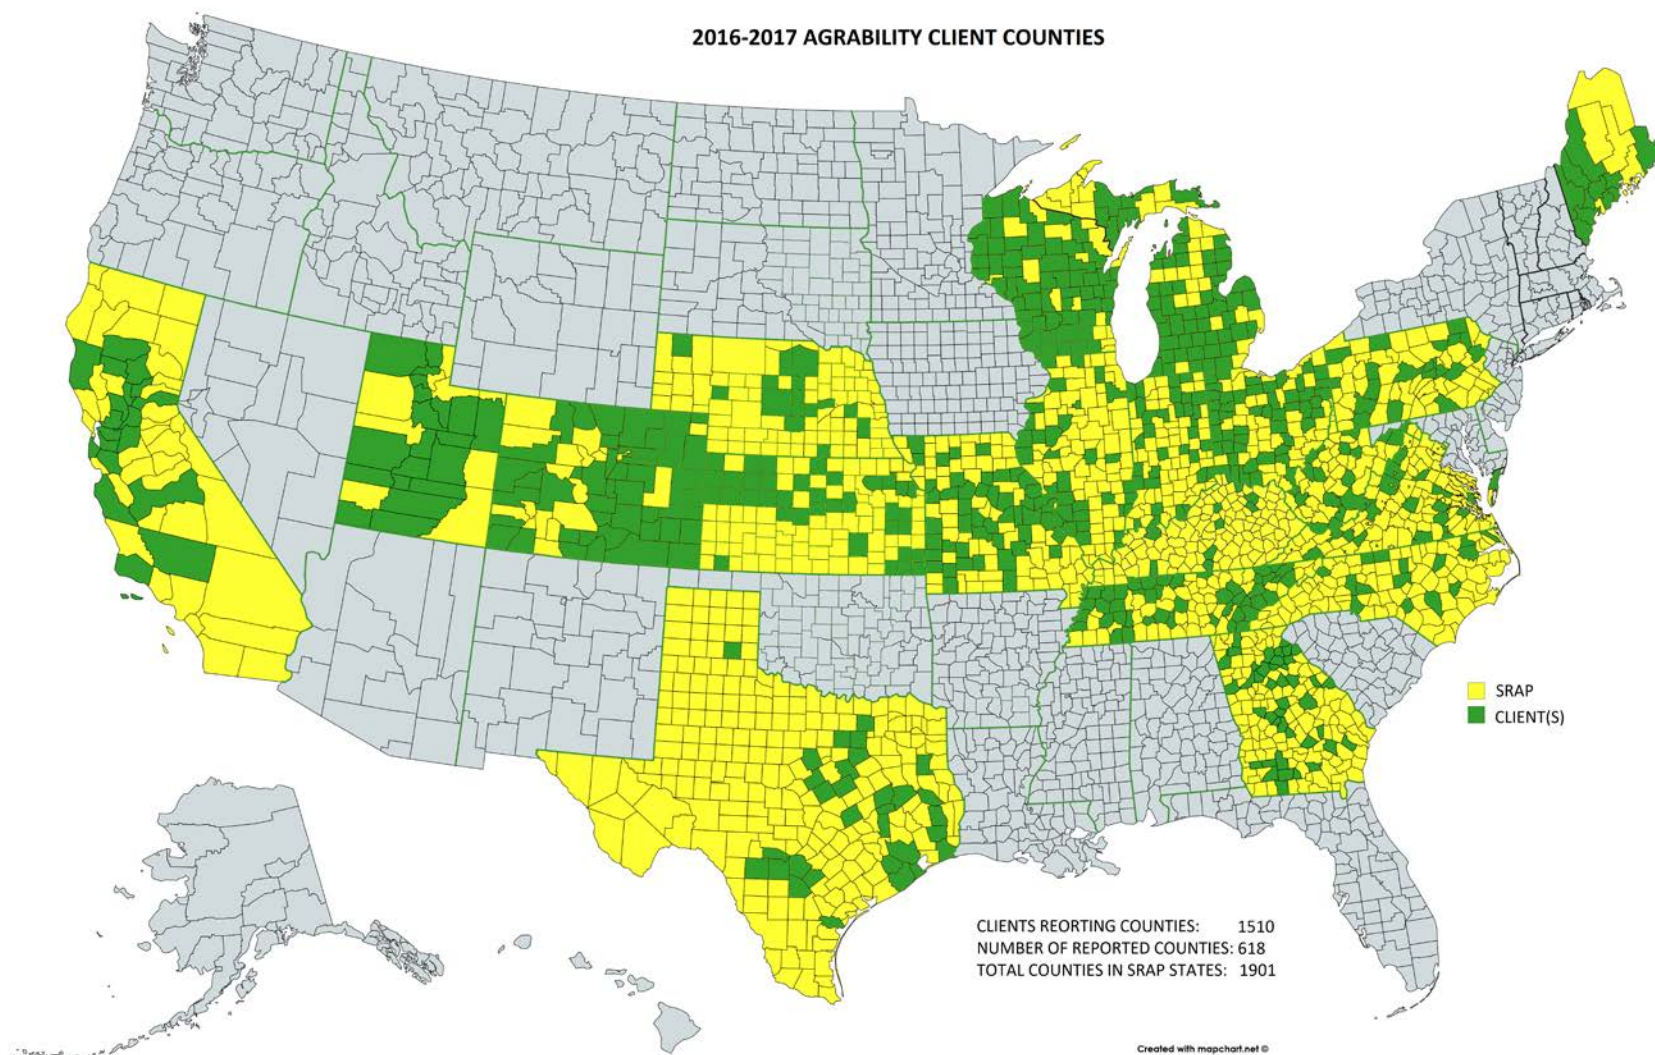 2016-2017 AGRABILITY CLIENT COUNTIES
SRAP
CLIENT(S)
CLIENTS REORTING COUNTIES: 1510
NUMBER OF REPORTED COUNTIES: 618
TOTAL COUNTIES IN SRAP STATES: 1901
Created with mapchart.net ©